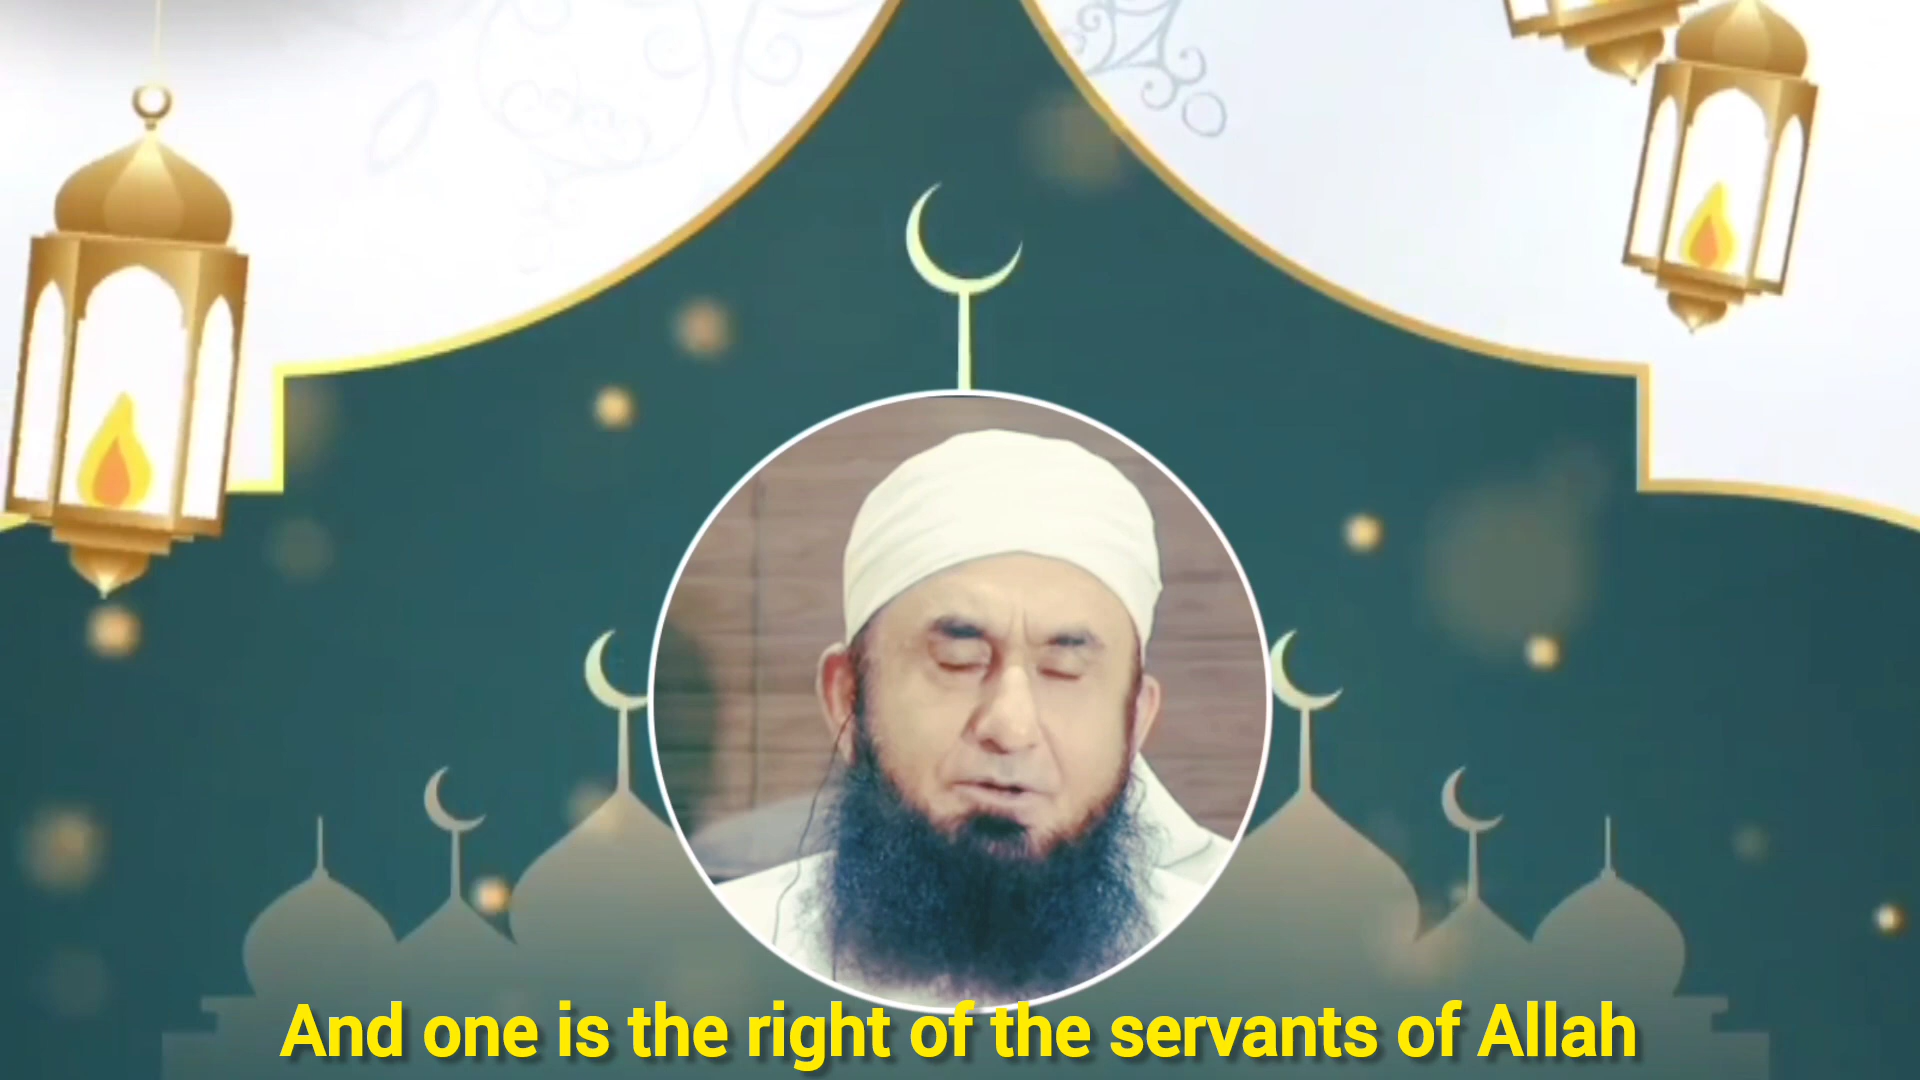 And one is the right of the servants of Allah